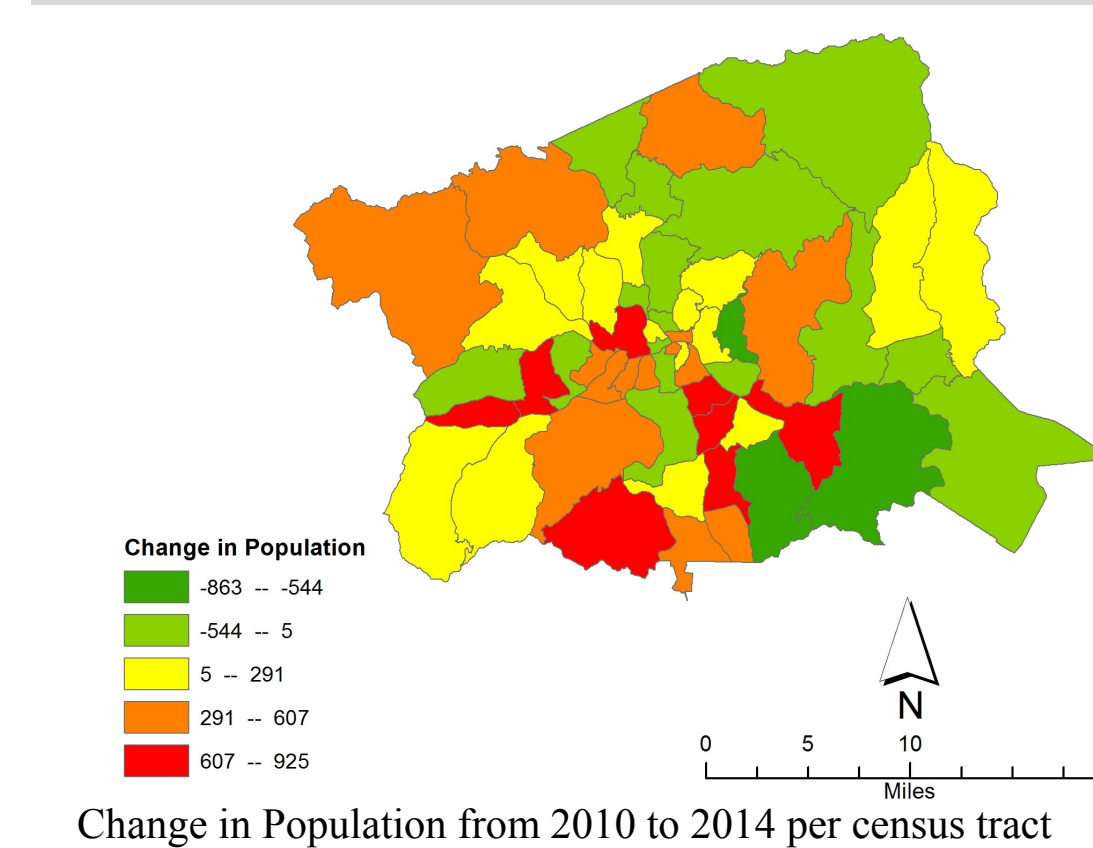 Change in Population
-863 -- -544
-544 -- 5
5 -- 291
291 -- 607
607 -- 925
N
0 5 10
Miles
Change in Population from 2010 to 2014 per census tract